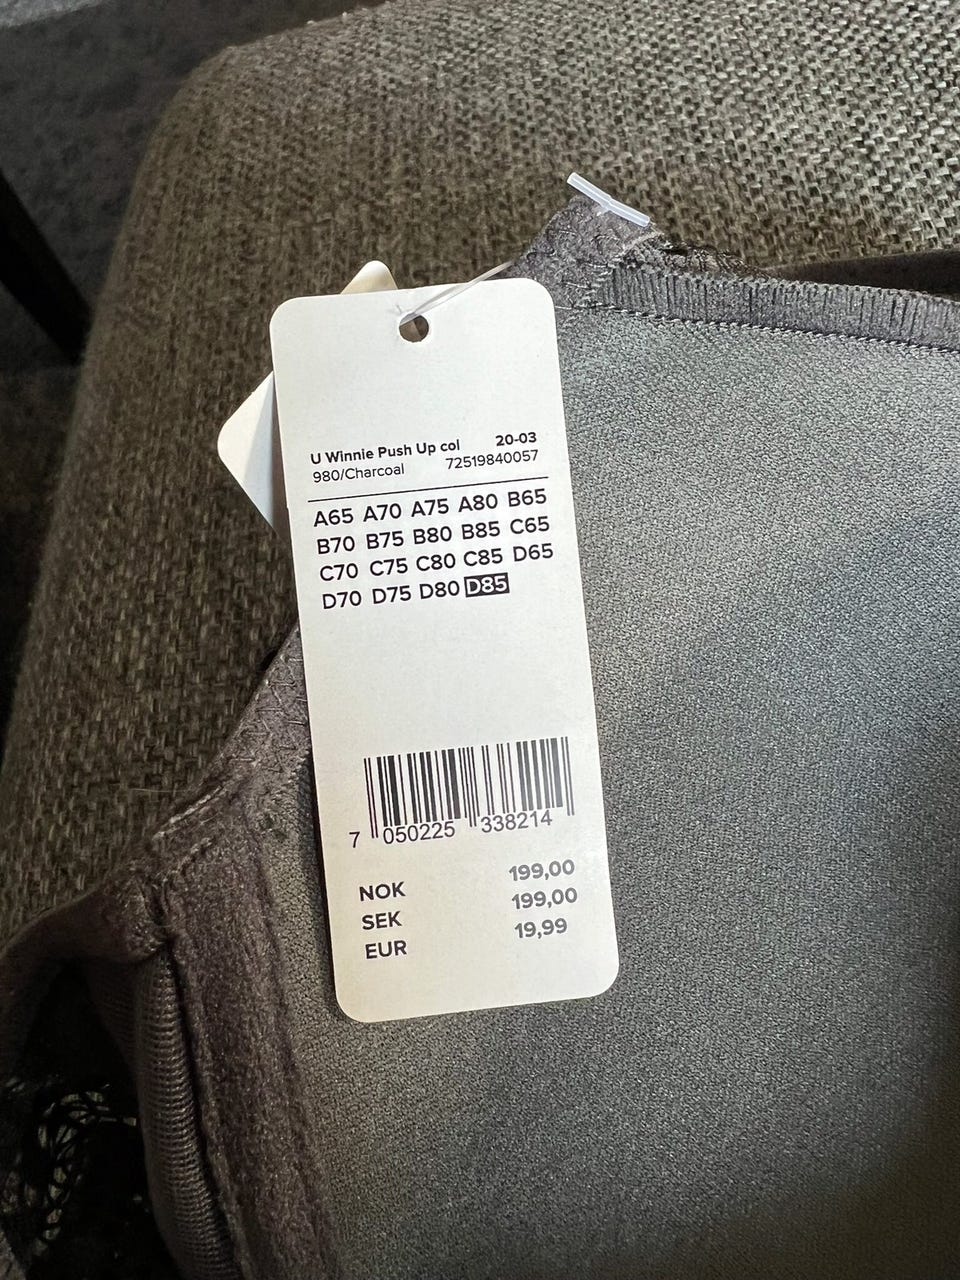 U Winnie Push Up col 20-03
980/Charcoal 72519840057
A65 A70 A75 A80 B65
B70 B75 B80 B85 C65
C70 C75 C80 C85 D65
D70 D75 D80 D85
7 050225 338214
NOK 199,00
SEK 199,00
EUR 19,99